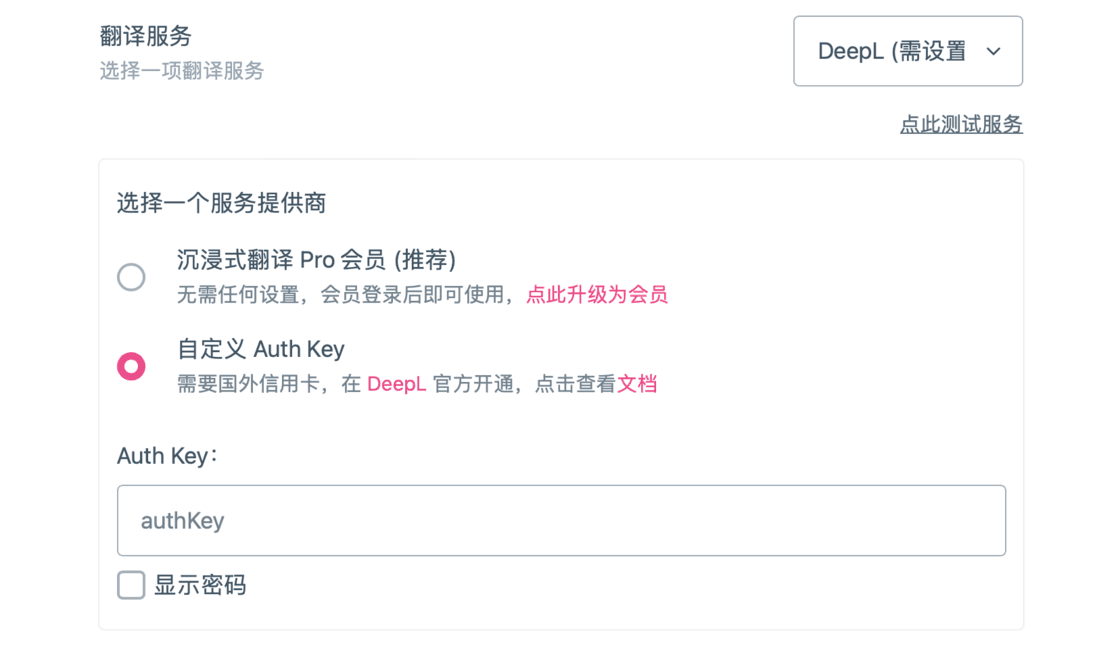 翻译服务
选择一项翻译服务
DeepL (需设置
点此测试服务
选择一个服务提供商
沉浸式翻译 Pro 会员 (推荐)
无需任何设置，会员登录后即可使用，点此升级为会员
自定义 Auth Key
需要国外信用卡，在 DeepL 官方开通，点击查看文档
Auth Key：
authKey
显示密码